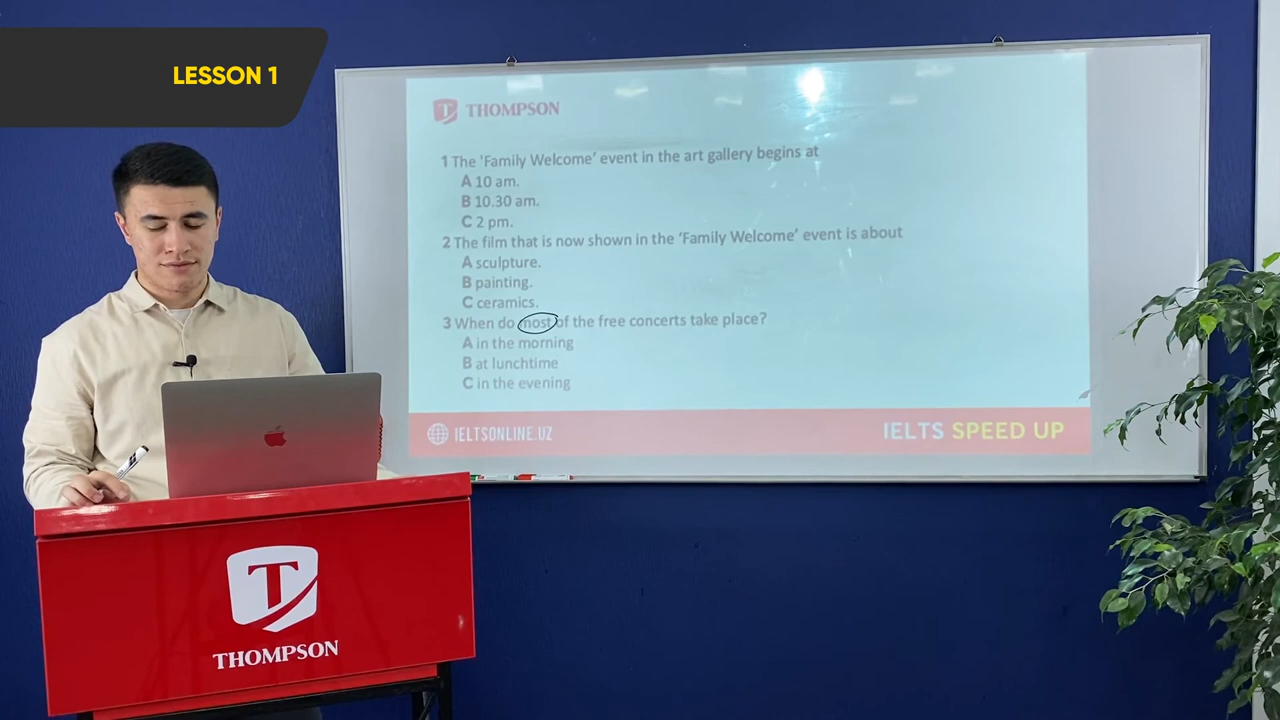 LESSON 1
THOMPSON
1 The 'Family Welcome' event in the art gallery begins at
A 10 am.
B 10.30 am.
C 2 pm.
2 The film that is now shown in the 'Family Welcome' event is about
A sculpture.
B painting.
C ceramics.
3 When do most of the free concerts take place?
A in the morning
B at lunchtime
C in the evening
IELTSONLINE.UZ
IELTS SPEED UP
T
THOMPSON